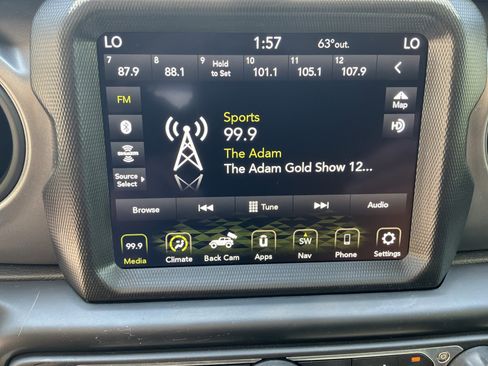 LO 1:57 63° out. LO
7 8 9 10 11 12
87.9 88.1 Hold to Set 101.1 105.1 107.9
FM
Map
Sports
99.9
HD
The Adam
The Adam Gold Show 12...
SiriusXM
Source Select
Browse Tune Audio
99.9 SW
Media Climate Back Cam Apps Nav Phone Settings